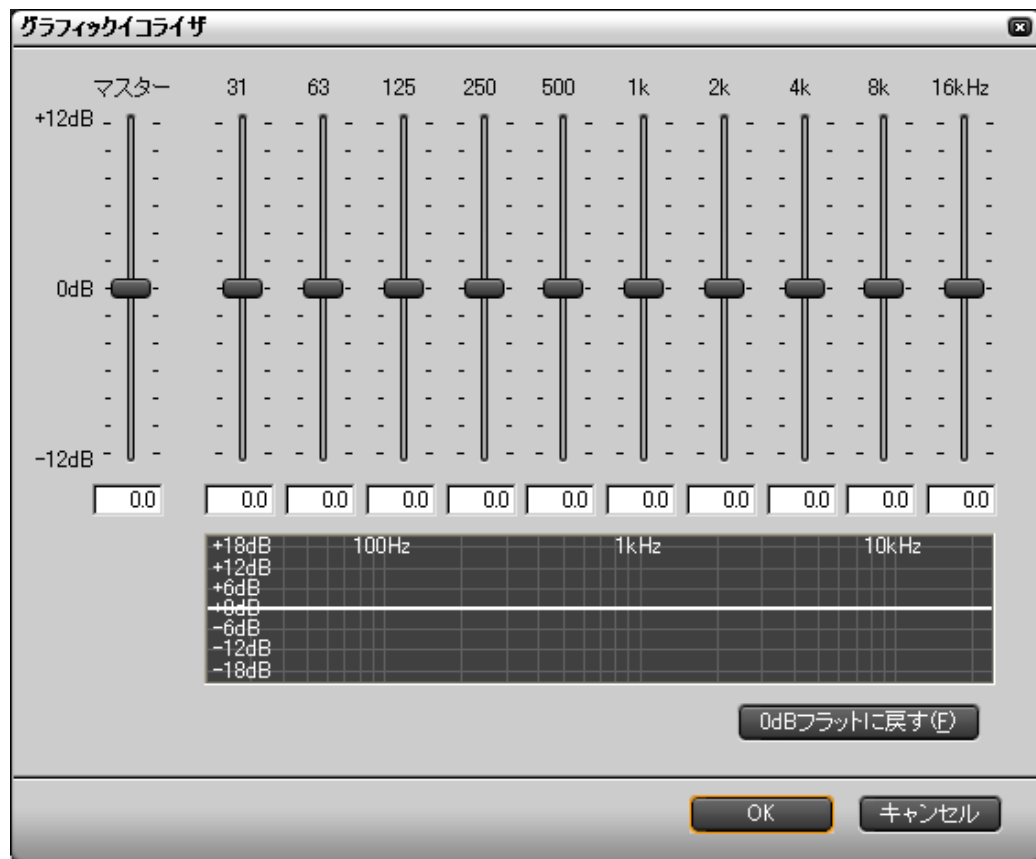 グラフィックイコライザ
マスター 31 63 125 250 500 1k 2k 4k 8k 16kHz
+12dB
0dB
-12dB
0.0 0.0 0.0 0.0 0.0 0.0 0.0 0.0 0.0 0.0 0.0
+18dB 100Hz 1kHz 10kHz
+12dB
+6dB
+0dB
-6dB
-12dB
-18dB
0dBフラットに戻す(F)
OK キャンセル